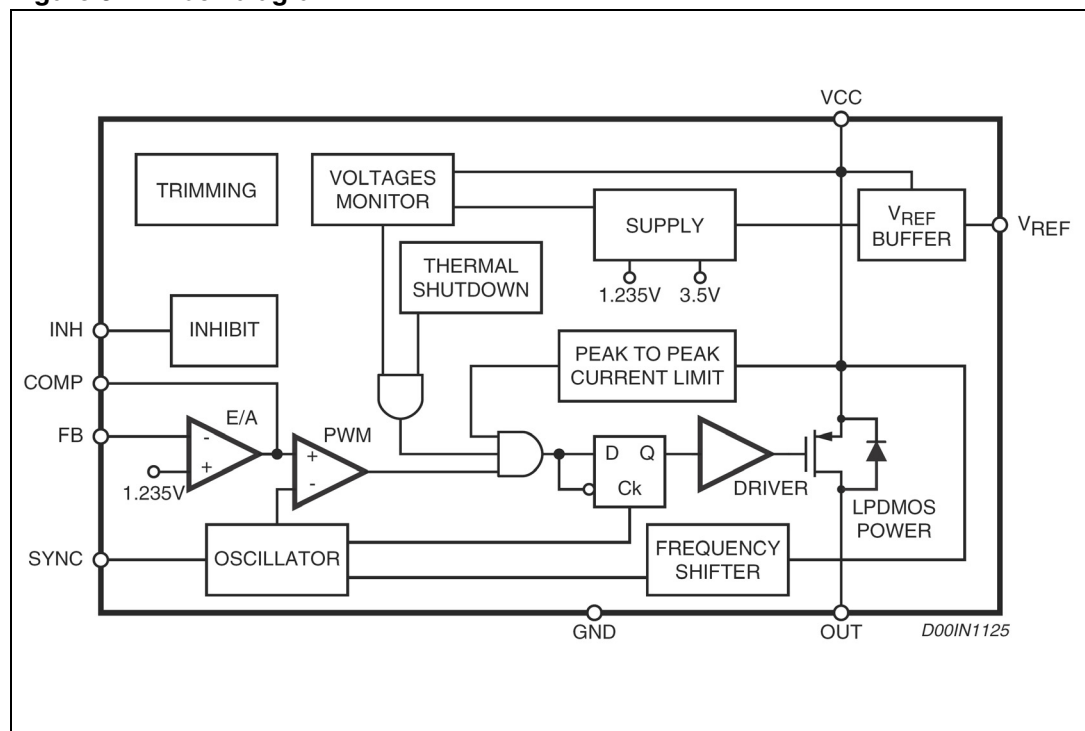 VCC
TRIMMING
VOLTAGES
MONITOR
SUPPLY
VREF
BUFFER
VREF
THERMAL
SHUTDOWN
1.235V
3.5V
INH
INHIBIT
PEAK TO PEAK
CURRENT LIMIT
COMP
E/A
FB
-
+
1.235V
PWM
+
-
D
Q
Ck
DRIVER
LPDMOS
POWER
SYNC
OSCILLATOR
FREQUENCY
SHIFTER
GND
OUT
D00IN1125